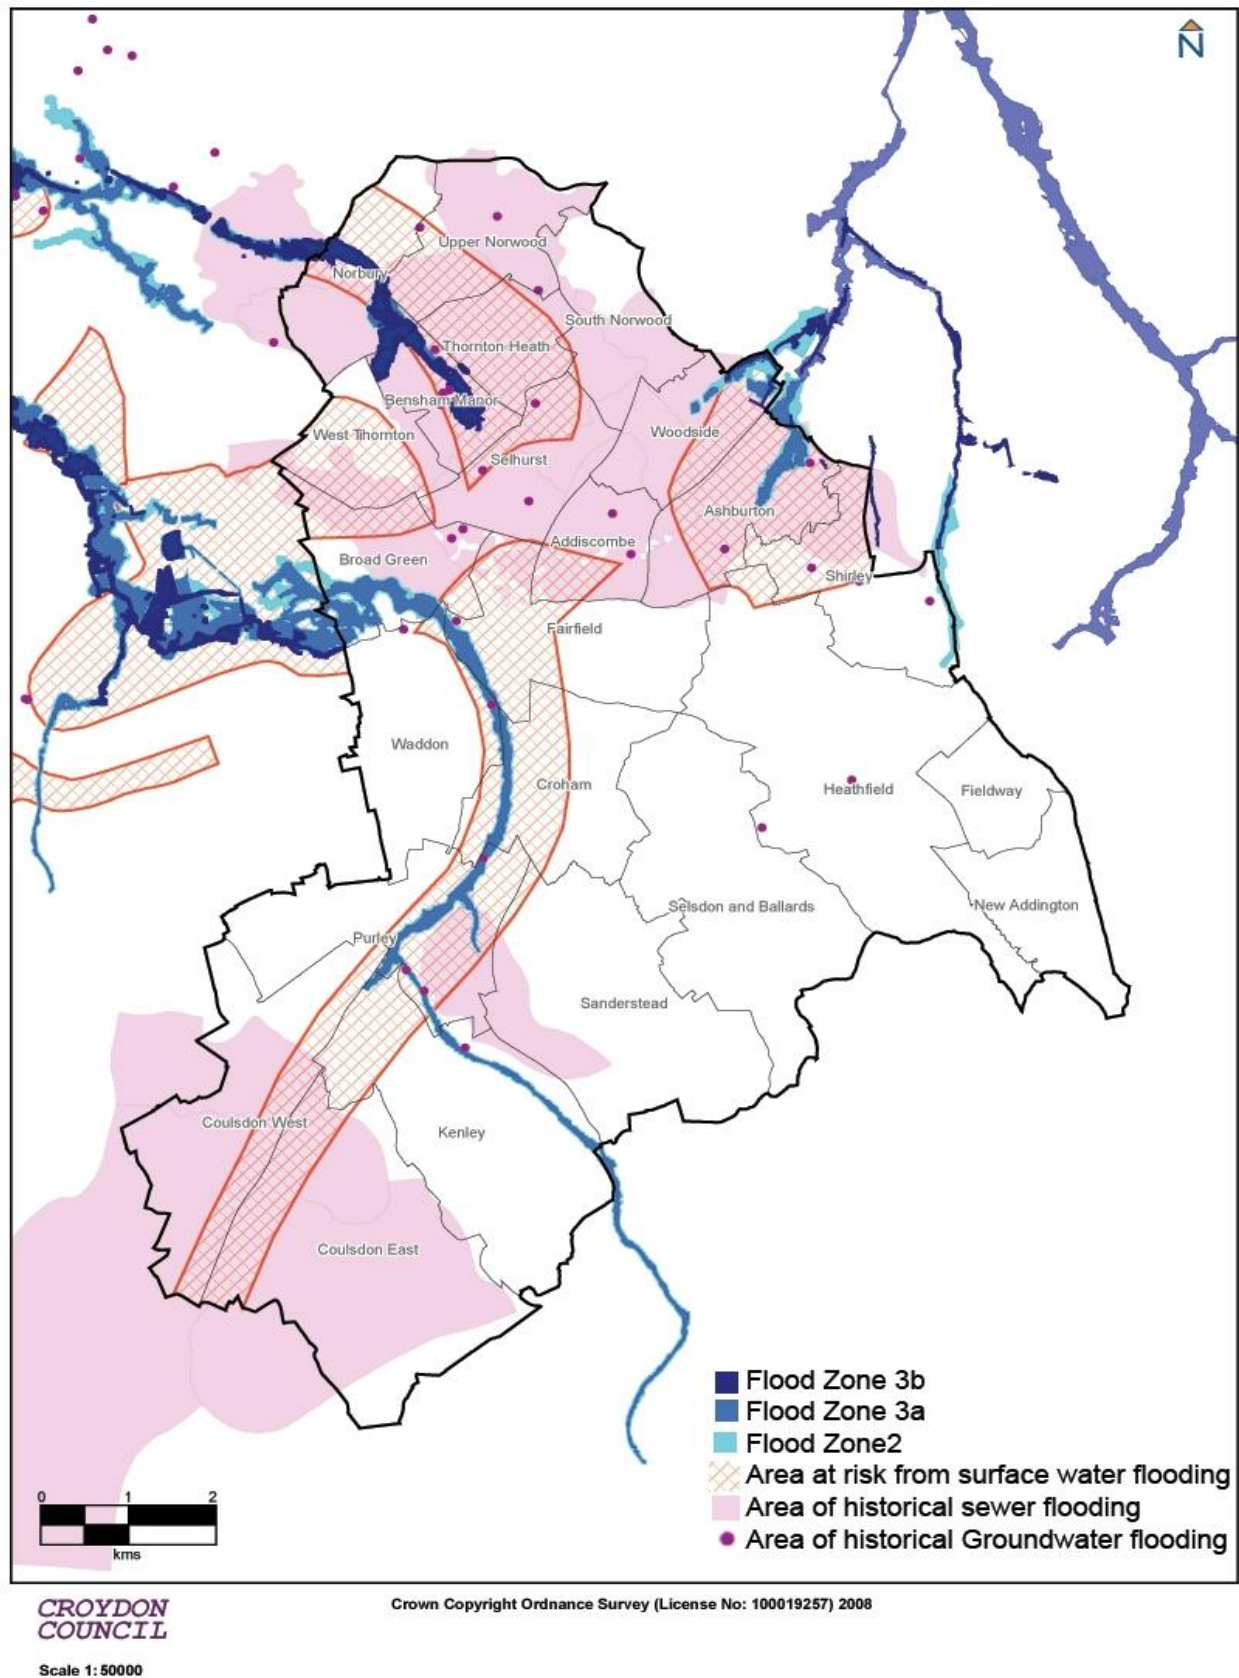 N
Upper Norwood
Norbury
South Norwood
Thornton Heath
Bensham Manor
West Thornton
Woodside
Selhurst
Ashburton
Addiscombe
Broad Green
Shirley
Fairfield
Waddon
Croham
Heathfield
Fieldway
Selsdon and Ballards
New Addington
Purley
Sanderstead
Coulsdon West
Kenley
Coulsdon East
Flood Zone 3b
Flood Zone 3a
Flood Zone2
Area at risk from surface water flooding
Area of historical sewer flooding
Area of historical Groundwater flooding
0 1 2
kms
CROYDON
COUNCIL
Crown Copyright Ordnance Survey (License No: 100019257) 2008
Scale 1:50000